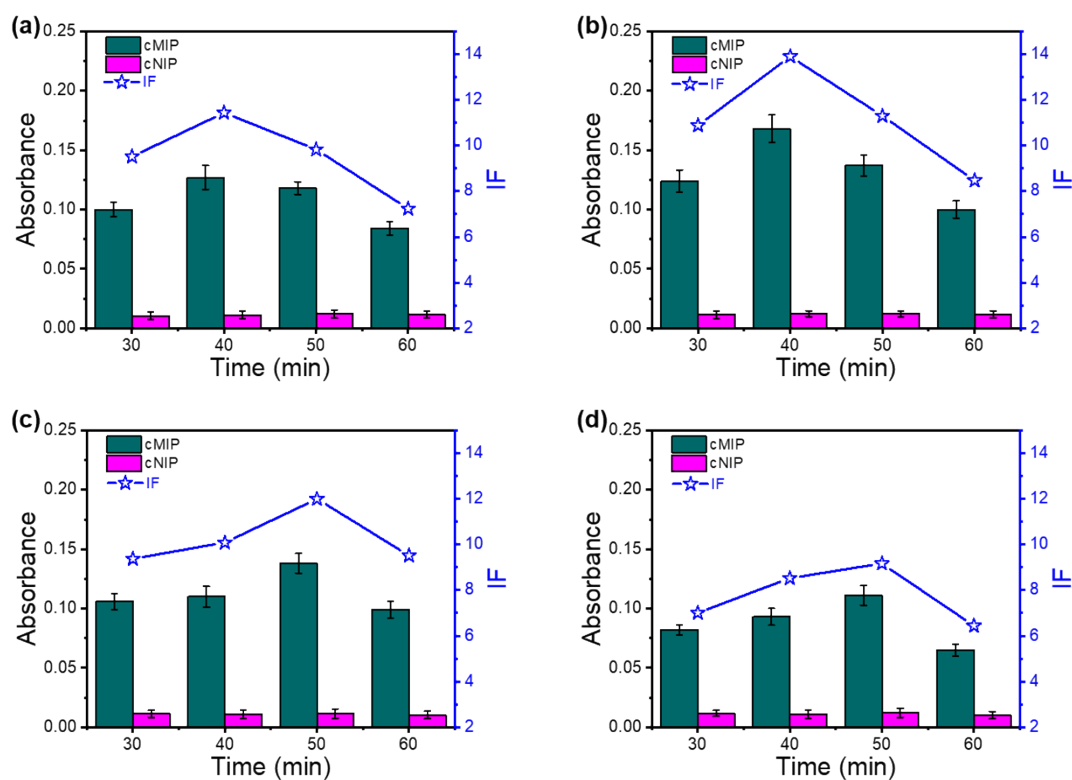 (a)
0.25
0.20
0.15
0.10
0.05
0.00
Absorbance
cMIP
cNIP
IF
14
12
10
8
6
4
2
IF
30 40 50 60
Time (min)
(b)
0.25
0.20
0.15
0.10
0.05
0.00
Absorbance
cMIP
cNIP
IF
14
12
10
8
6
4
2
IF
30 40 50 60
Time (min)
(c)
0.25
0.20
0.15
0.10
0.05
0.00
Absorbance
cMIP
cNIP
IF
14
12
10
8
6
4
2
IF
30 40 50 60
Time (min)
(d)
0.25
0.20
0.15
0.10
0.05
0.00
Absorbance
cMIP
cNIP
IF
14
12
10
8
6
4
2
IF
30 40 50 60
Time (min)